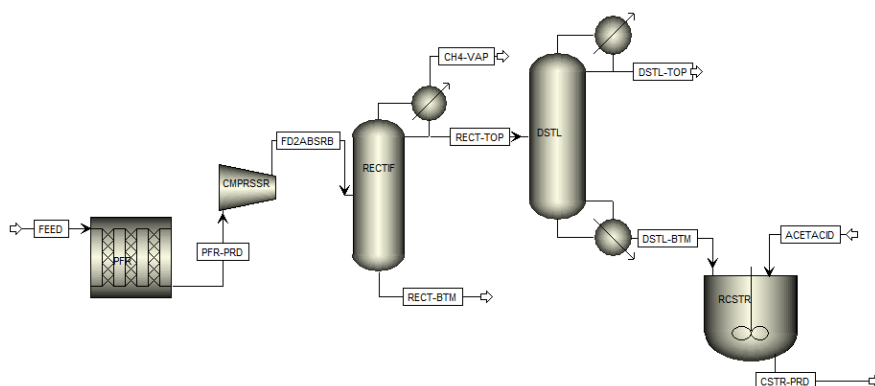 CH4-VAP
DSTL-TOP
FD2ABSRB
RECT-TOP
DSTL
RECTIF
CMPRSSR
FEED
PFR
PFR-PRD
DSTL-BTM
ACETACID
RECT-BTM
RCSTR
CSTR-PRD